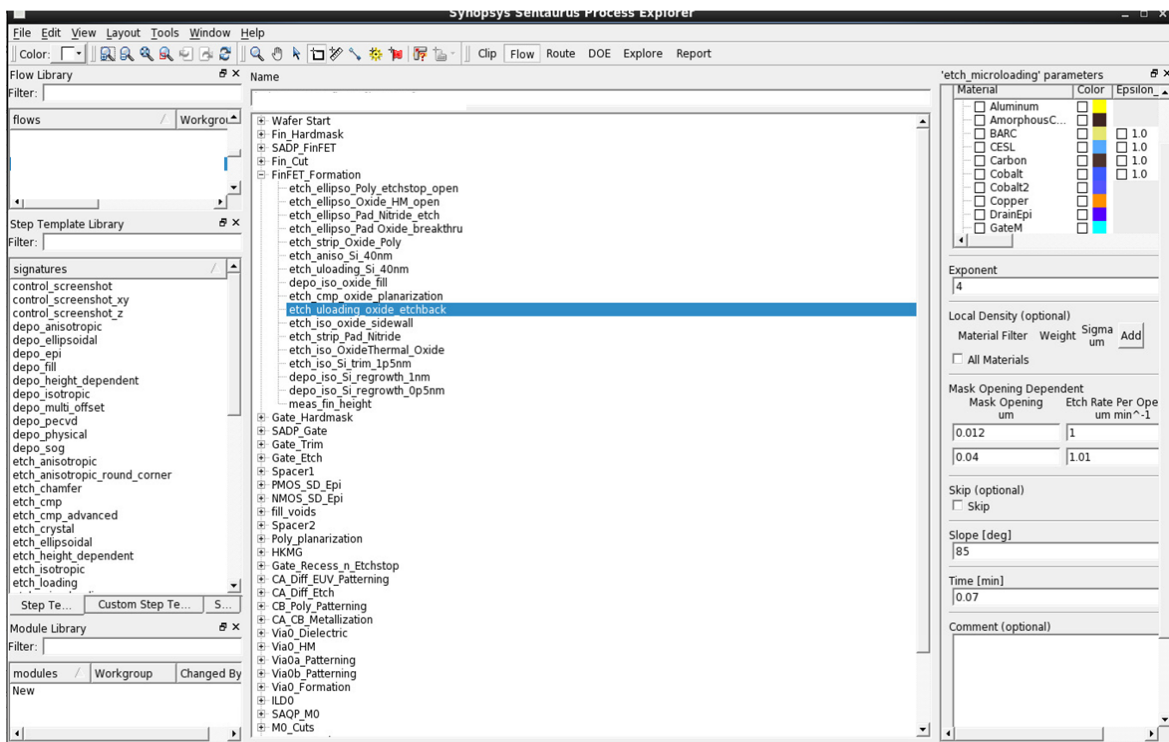 Synopsys Sentaurus Process Explorer
File Edit View Layout Tools Window Help
Color: Clip Flow Route DOE Explore Report
Flow Library
Filter:
flows / Workgrou
Step Template Library
Filter:
signatures /
control_screenshot
control_screenshot_xy
control_screenshot_z
depo_anisotropic
depo_ellipsoidal
depo_epi
depo_fill
depo_height_dependent
depo_isotropic
depo_multi_offset
depo_pecvd
depo_physical
depo_sog
etch_anisotropic
etch_anisotropic_round_corner
etch_chamfer
etch_cmp
etch_cmp_advanced
etch_crystal
etch_ellipsoidal
etch_height_dependent
etch_isotropic
etch_loading
Step Te... Custom Step Te... S...
Module Library
Filter:
modules / Workgroup Changed By
New
Name
Wafer Start
Fin_Hardmask
SADP_FinFET
Fin_Cut
FinFET_Formation
etch_ellipso_Poly_etchstop_open
etch_ellipso_Oxide_HM_open
etch_ellipso_Pad_Nitride_etch
etch_ellipso_Pad Oxide_breakthru
etch_strip_Oxide_Poly
etch_aniso_Si_40nm
etch_uloading_Si_40nm
depo_iso_oxide_fill
etch_cmp_oxide_planarization
etch_uloading_oxide_etchback
etch_iso_oxide_sidewall
etch_strip_Pad_Nitride
etch_iso_OxideThermal_Oxide
etch_iso_Si_trim_1p5nm
depo_iso_Si_regrowth_1nm
depo_iso_Si_regrowth_0p5nm
meas_fin_height
Gate_Hardmask
SADP_Gate
Gate_Trim
Gate_Etch
Spacer1
PMOS_SD_Epi
NMOS_SD_Epi
fill_voids
Spacer2
Poly_planarization
HKMG
Gate_Recess_n_Etchstop
CA_Diff_EUV_Patterning
CA_Diff_Etch
CB_Poly_Patterning
CA_CB_Metallization
Via0_Dielectric
Via0_HM
Via0a_Patterning
Via0b_Patterning
Via0_Formation
ILD0
SAQP_M0
M0_Cuts
'etch_microloading' parameters
Material Color Epsilon_
Aluminum
AmorphousC...
BARC 1.0
CESL 1.0
Carbon 1.0
Cobalt 1.0
Cobalt2
Copper
DrainEpi
GateM
Exponent
4
Local Density (optional)
Material Filter Weight Sigma um Add
All Materials
Mask Opening Dependent
Mask Opening Etch Rate Per Ope
um um min^-1
0.012 1
0.04 1.01
Skip (optional)
Skip
Slope [deg]
85
Time [min]
0.07
Comment (optional)